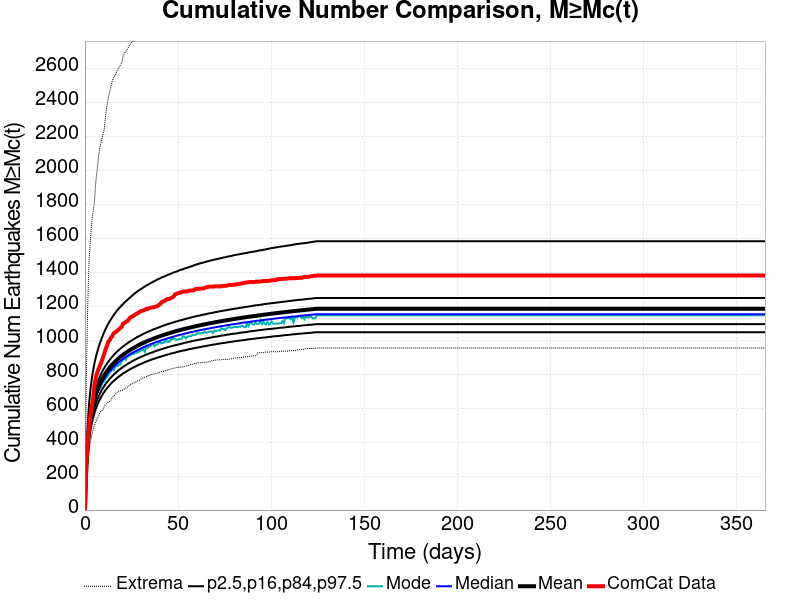 Cumulative Number Comparison, M≥Mc(t)
Cumulative Num Earthquakes M≥Mc(t)
2600
2400
2200
2000
1800
1600
1400
1200
1000
800
600
400
200
0
0 50 100 150 200 250 300 350
Time (days)
Extrema p2.5,p16,p84,p97.5 Mode Median Mean ComCat Data